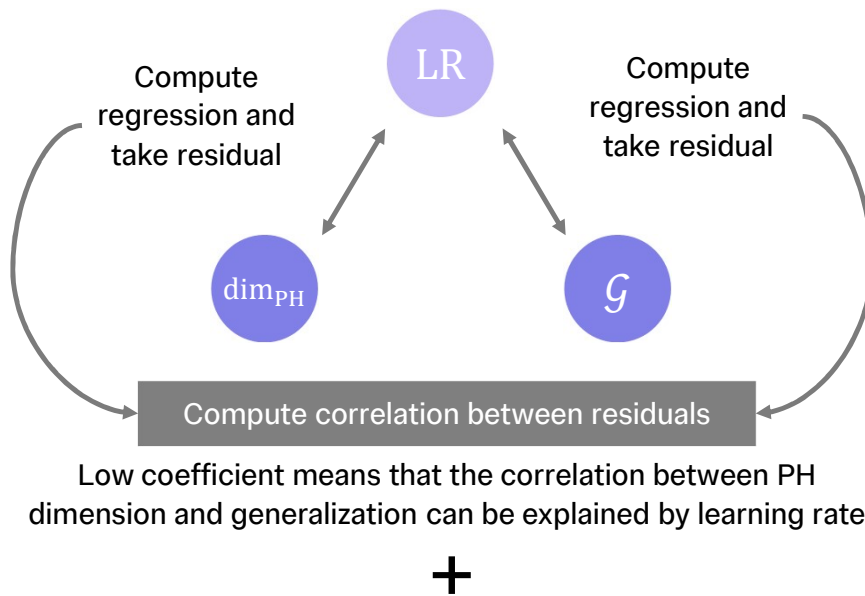 LR
Compute
regression and
take residual
Compute
regression and
take residual
dim_PH
𝒢
Compute correlation between residuals
Low coefficient means that the correlation between PH
dimension and generalization can be explained by learning rate
+